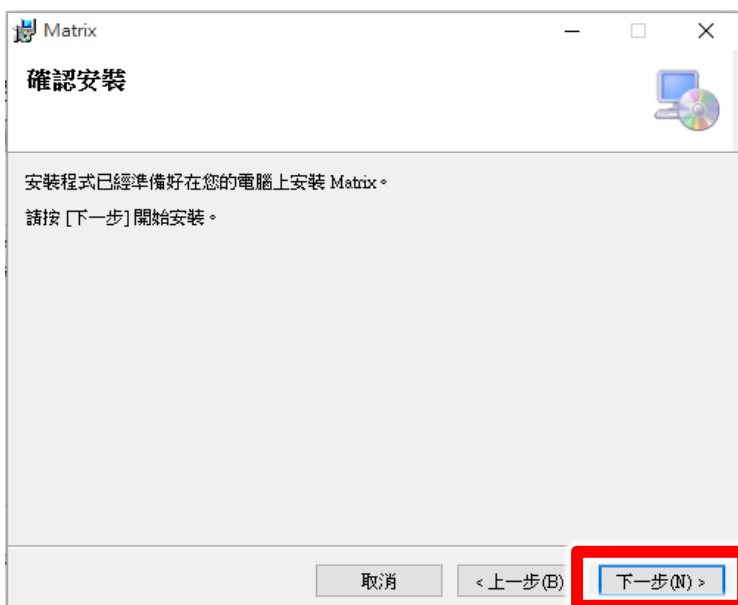 Matrix
確認安裝
安裝程式已經準備好在您的電腦上安裝 Matrix。
請按 [下一步] 開始安裝。
取消
< 上一步(B)
下一步(N) >